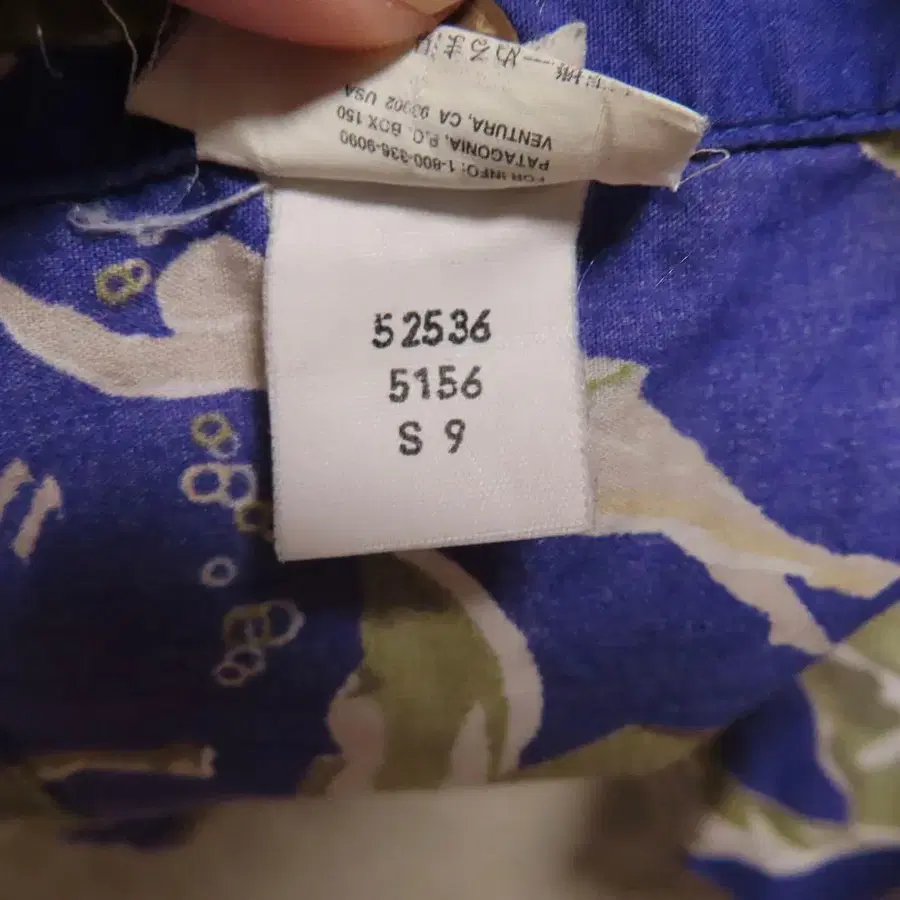 FOR INFO: 1-800-336-9090
PATAGONIA, P.O. BOX 150
VENTURA, CA 93002 USA
52536
5156
S 9